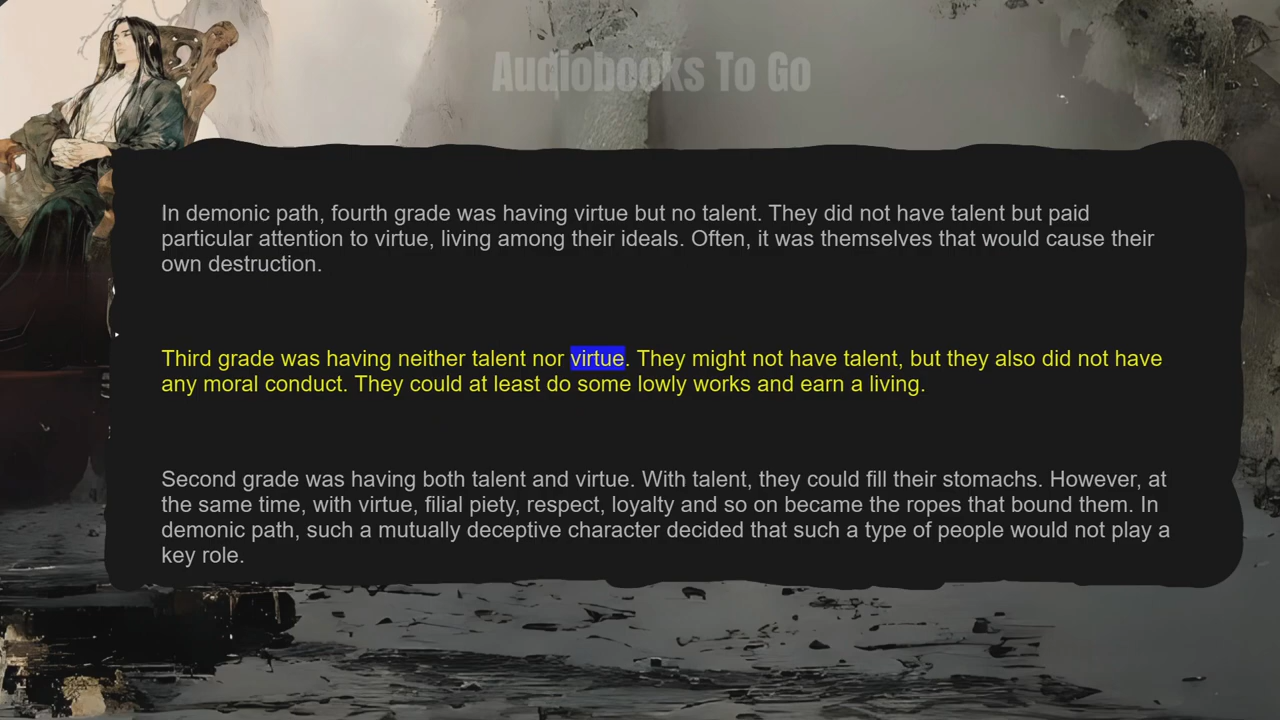 Audiobooks To Go
In demonic path, fourth grade was having virtue but no talent. They did not have talent but paid
particular attention to virtue, living among their ideals. Often, it was themselves that would cause their
own destruction.
Third grade was having neither talent nor virtue. They might not have talent, but they also did not have
any moral conduct. They could at least do some lowly works and earn a living.
Second grade was having both talent and virtue. With talent, they could fill their stomachs. However, at
the same time, with virtue, filial piety, respect, loyalty and so on became the ropes that bound them. In
demonic path, such a mutually deceptive character decided that such a type of people would not play a
key role.